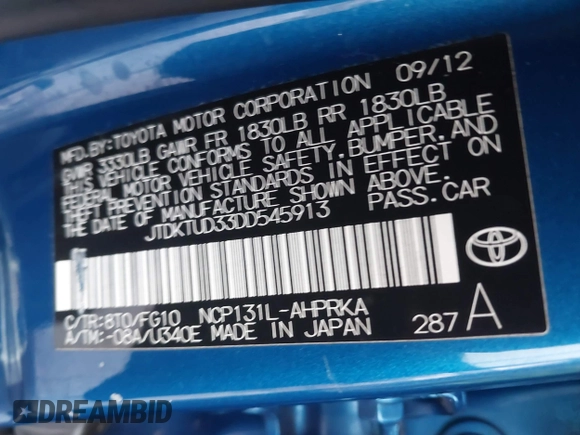 MFD.BY:TOYOTA MOTOR CORPORATION 09/12
GVWR 3330LB GAWR FR 1830LB RR 1830LB
THIS VEHICLE CONFORMS TO ALL APPLICABLE
FEDERAL MOTOR VEHICLE SAFETY,BUMPER,AND
THEFT PREVENTION STANDARDS IN EFFECT ON
THE DATE OF MANUFACTURE SHOWN ABOVE.
JTDKTUD33DD545913 PASS.CAR
C/TR:8T0/FG10 NCP131L-AHPRKA
A/TM:-08A/U340E MADE IN JAPAN
287A
DREAMBID